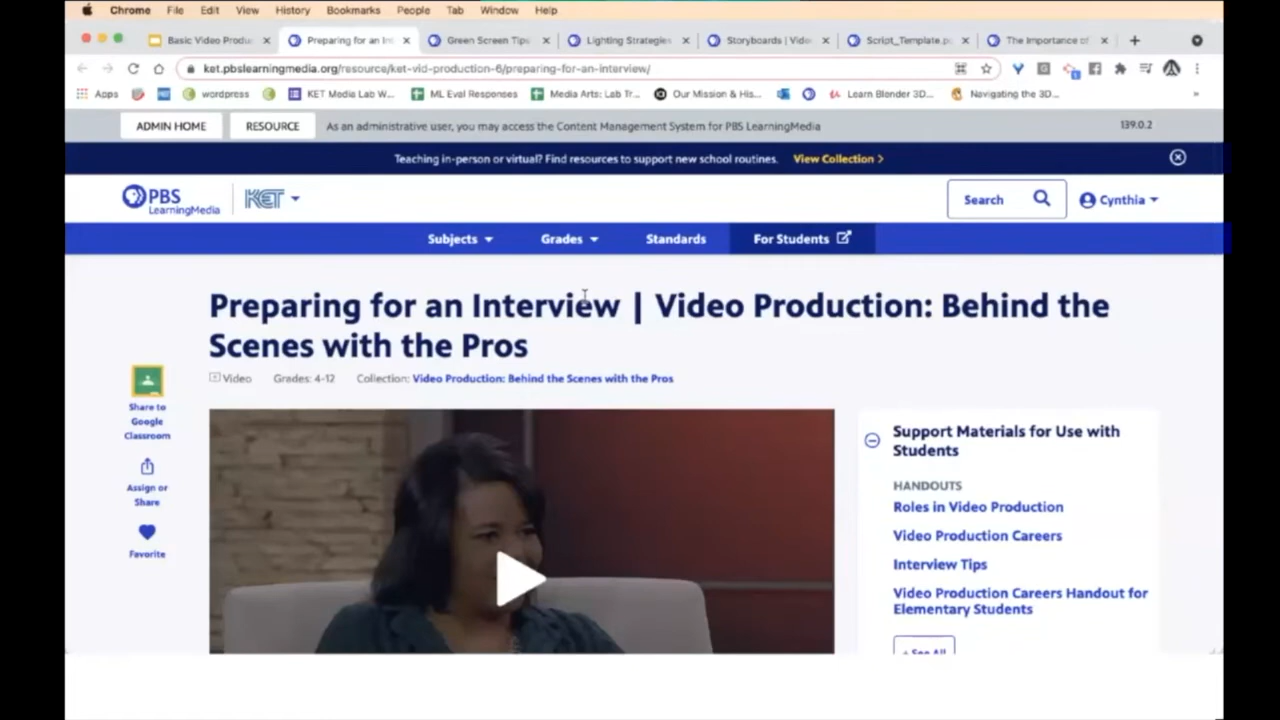 Chrome File Edit View History Bookmarks People Tab Window Help
Basic Video Produ Preparing for an In Green Screen Tips Lighting Strategies Storyboards | Vide Script_Template.p The Importance of
ket.pbslearningmedia.org/resource/ket-vid-production-6/preparing-for-an-interview/
Apps wordpress KET Media Lab W... ML Eval Responses Media Arts: Lab Tr... Our Mission & His... Learn Blender 3D... Navigating the 3D...
ADMIN HOME RESOURCE As an administrative user, you may access the Content Management System for PBS LearningMedia 139.0.2
Teaching in-person or virtual? Find resources to support new school routines. View Collection >
PBS LearningMedia KET Search Cynthia
Subjects Grades Standards For Students
Preparing for an Interview | Video Production: Behind the
Scenes with the Pros
Video Grades: 4-12 Collection: Video Production: Behind the Scenes with the Pros
Share to
Google
Classroom
Assign or
Share
Favorite
Support Materials for Use with
Students
HANDOUTS
Roles in Video Production
Video Production Careers
Interview Tips
Video Production Careers Handout for
Elementary Students
+ See All